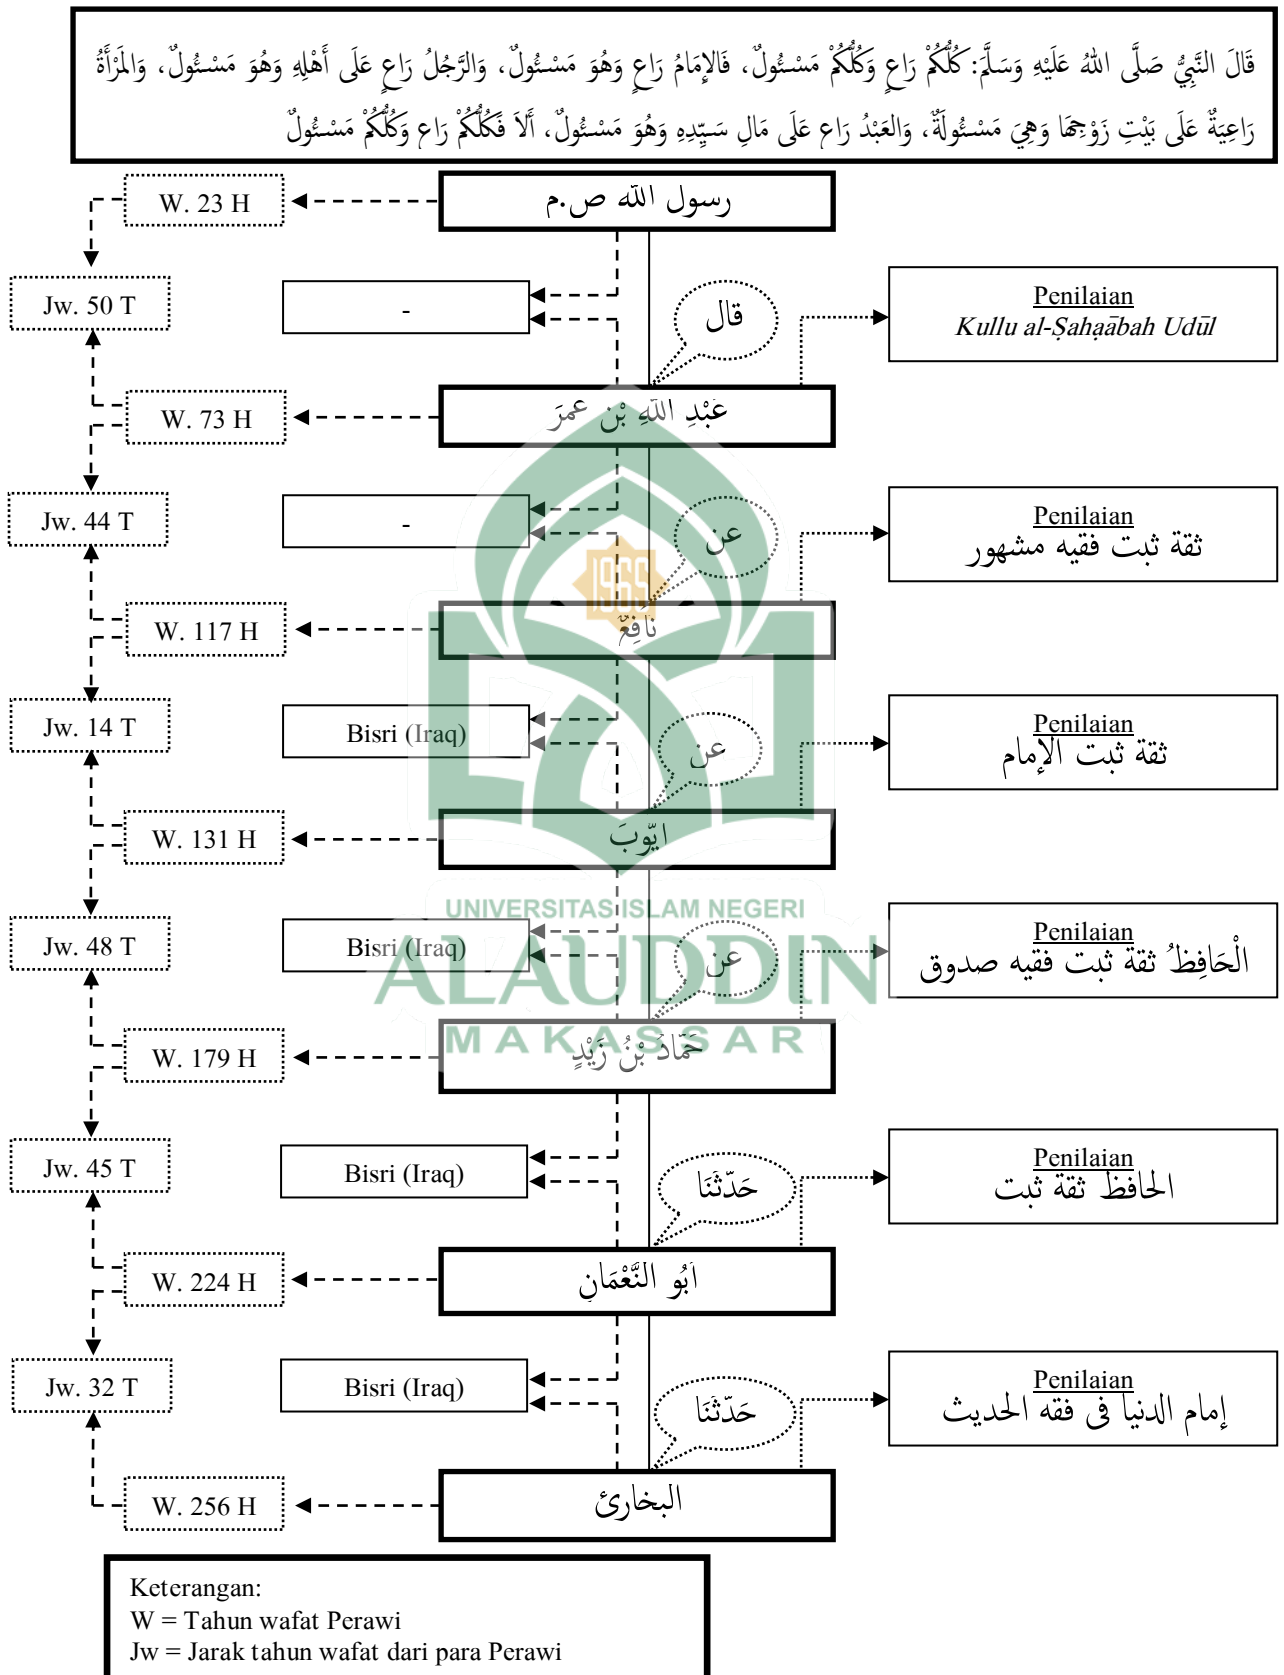 قَالَ النَّبِيُّ صَلَّى اللهُ عَلَيْهِ وَسَلَّمَ: كُلُّكُمْ رَاعٍ وَكُلُّكُمْ مَسْئُولٌ، فَالإِمَامُ رَاعٍ وَهُوَ مَسْئُولٌ، وَالرَّجُلُ رَاعٍ عَلَى أَهْلِهِ وَهُوَ مَسْئُولٌ، وَالمَرْأَةُ
رَاعِيَةٌ عَلَى بَيْتِ زَوْجِهَا وَهِيَ مَسْئُولَةٌ، وَالعَبْدُ رَاعٍ عَلَى مَالِ سَيِّدِهِ وَهُوَ مَسْئُولٌ، أَلاَ فَكُلُّكُمْ رَاعٍ وَكُلُّكُمْ مَسْئُولٌ
W. 23 H
رسول الله ص.م
Jw. 50 T
-
قال
Penilaian
Kullu al-Ṣaḥaābah Udūl
W. 73 H
عَبْدِ اللهِ بْنِ عمَرَ
Jw. 44 T
-
عن
Penilaian
ثقة ثبت فقيه مشهور
1965
W. 117 H
نَافِعٌ
Jw. 14 T
Bisri (Iraq)
عن
Penilaian
ثقة ثبت الإمام
W. 131 H
ايّوبَ
UNIVERSITAS ISLAM NEGERI
Jw. 48 T
Bisri (Iraq)
عن
Penilaian
الْحَافِظُ ثقة ثبت فقيه صدوق
ALAUDDIN
MAKASSAR
W. 179 H
حَمَّادُ بْنُ زَيْدٍ
Jw. 45 T
Bisri (Iraq)
حَدَّثَنَا
Penilaian
الحافظ ثقة ثبت
W. 224 H
اَبُو النَّعْمَانِ
Jw. 32 T
Bisri (Iraq)
حَدَّثَنَا
Penilaian
إمام الدنيا فى فقه الحديث
W. 256 H
البخارئ
Keterangan:
W = Tahun wafat Perawi
Jw = Jarak tahun wafat dari para Perawi